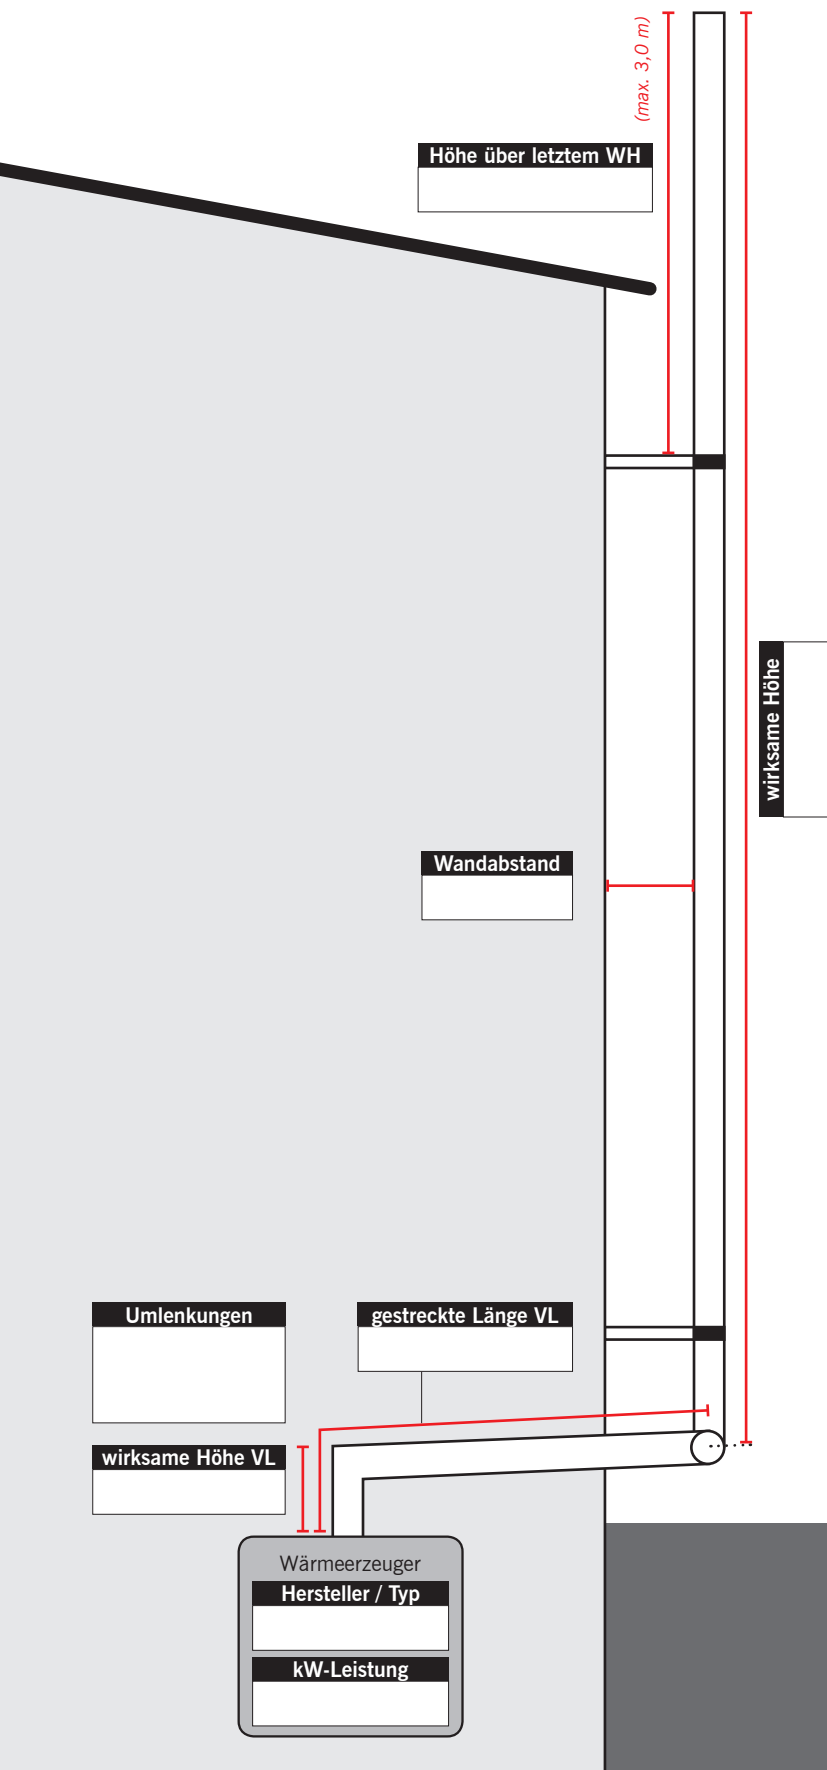 (max. 3,0 m)
Höhe über letztem WH
wirksame Höhe
Wandabstand
Umlenkungen
gestreckte Länge VL
wirksame Höhe VL
Wärmeerzeuger
Hersteller / Typ
kW-Leistung